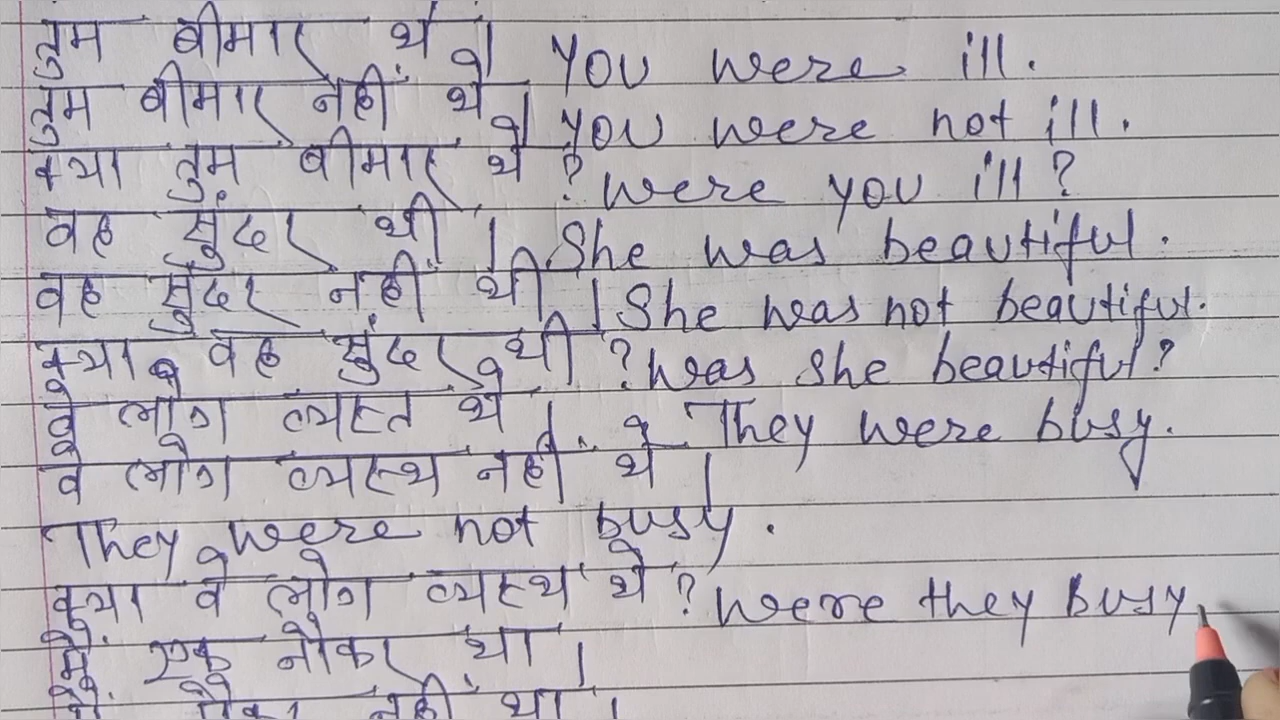 तुम बीमार थे । You were ill.
तुम बीमार नहीं थे । You were not ill.
क्या तुम बीमार थे ? Were you ill ?
वह सुंदर थी । She was beautiful.
वह सुंदर नहीं थी । She was not beautiful.
क्या वह सुंदर थी ? Was she beautiful ?
वे लोग व्यस्त थे । They were busy.
वे लोग व्यस्थ नहीं थे ।
They were not busy.
क्या वे लोग व्यस्थ थे ? Were they busy
मैं एक नौकर था ।
नहीं था ।